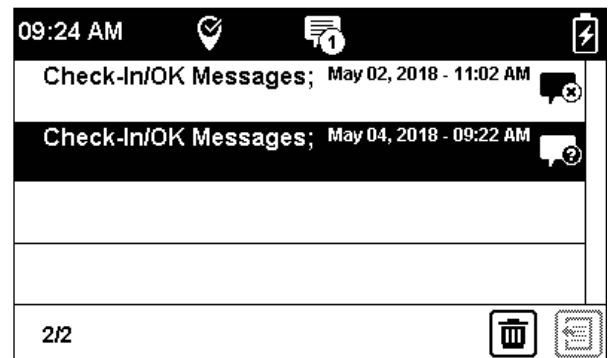 09:24 AM 1
Check-In/OK Messages; May 02, 2018 - 11:02 AM
Check-In/OK Messages; May 04, 2018 - 09:22 AM
?
2/2